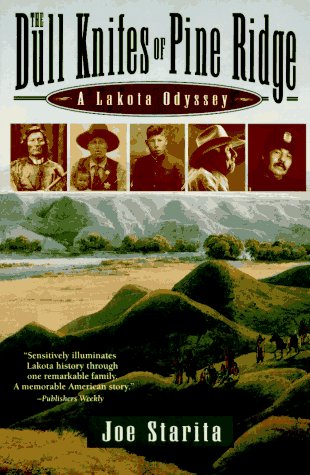 THE
Dull Knifes OF Pine Ridge
A Lakota Odyssey
"Sensitively illuminates
Lakota history through
one remarkable family.
A memorable American story."
–Publishers Weekly
Joe Starita